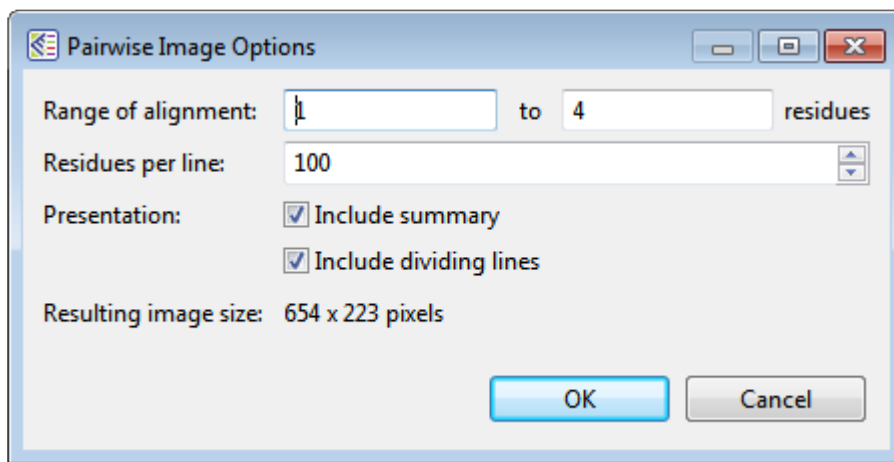 Pairwise Image Options
Range of alignment: 1 to 4 residues
Residues per line: 100
Presentation: Include summary
Include dividing lines
Resulting image size: 654 x 223 pixels
OK Cancel